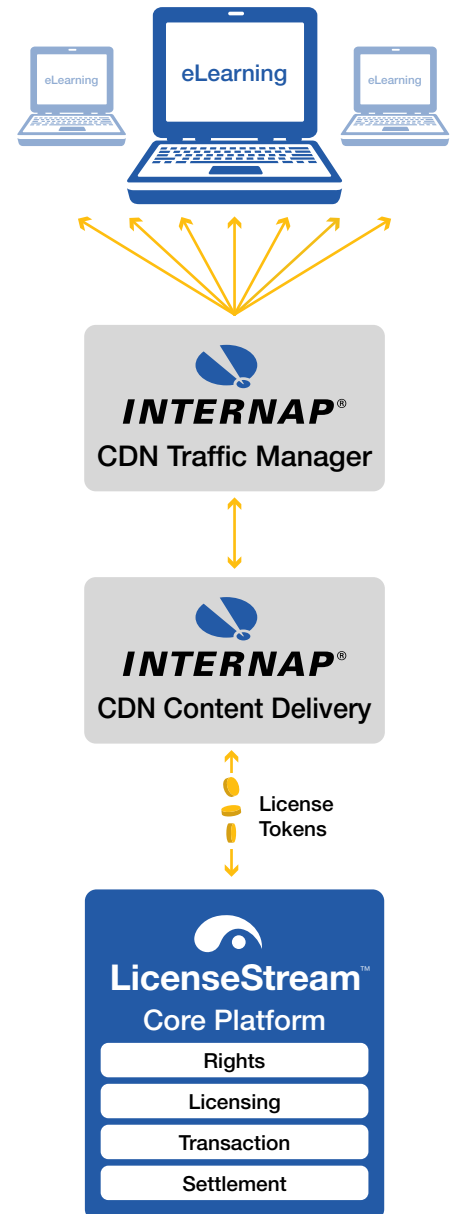 eLearning
eLearning
eLearning
INTERNAP®
CDN Traffic Manager
INTERNAP®
CDN Content Delivery
License
Tokens
LicenseStream™
Core Platform
Rights
Licensing
Transaction
Settlement